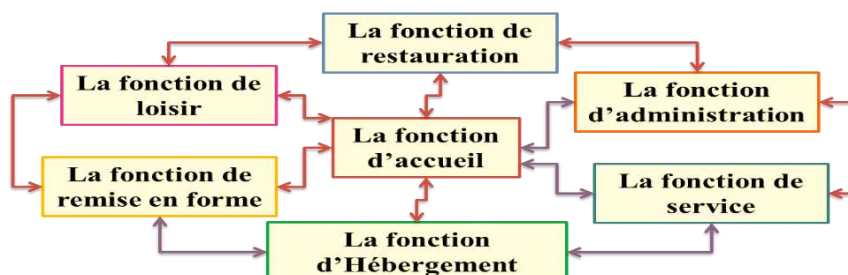 La fonction de
restauration
La fonction de
loisir
La fonction
d’administration
La fonction
d’accueil
La fonction de
remise en forme
La fonction de
service
La fonction
d’Hébergement